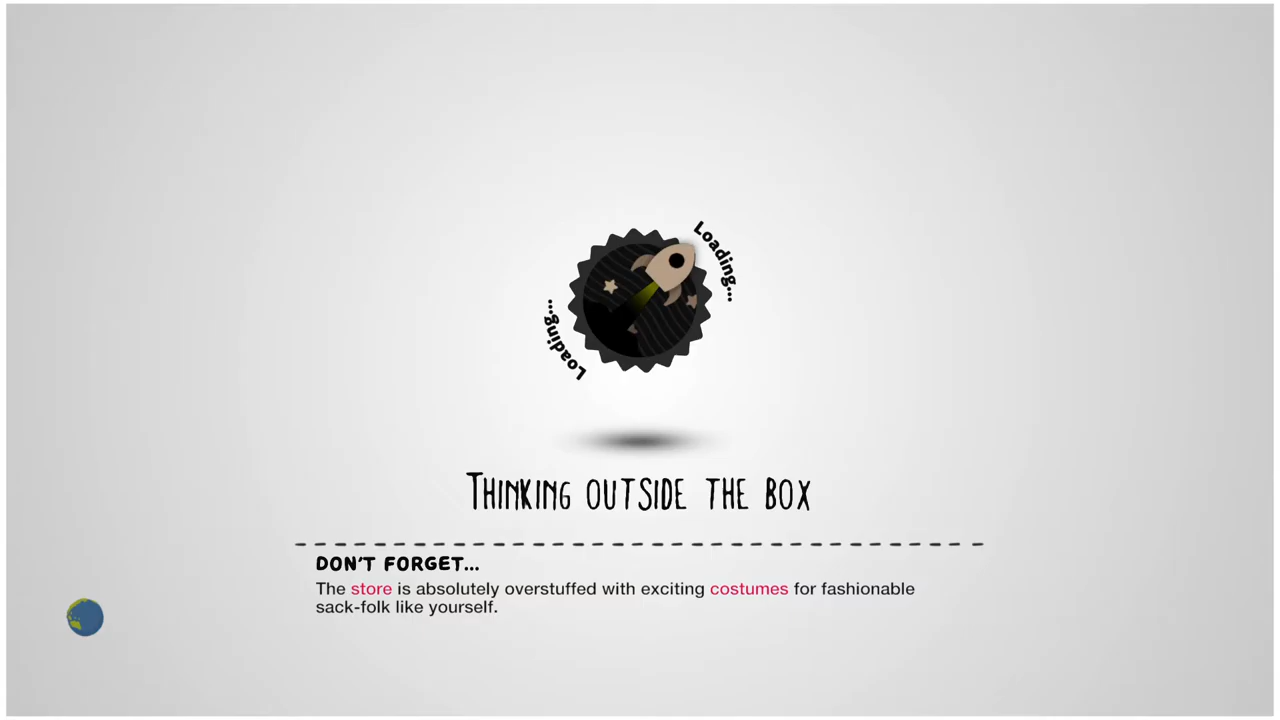 Loading...
Loading...
THINKING OUTSIDE THE BOX
DON'T FORGET...
The store is absolutely overstuffed with exciting costumes for fashionable
sack-folk like yourself.